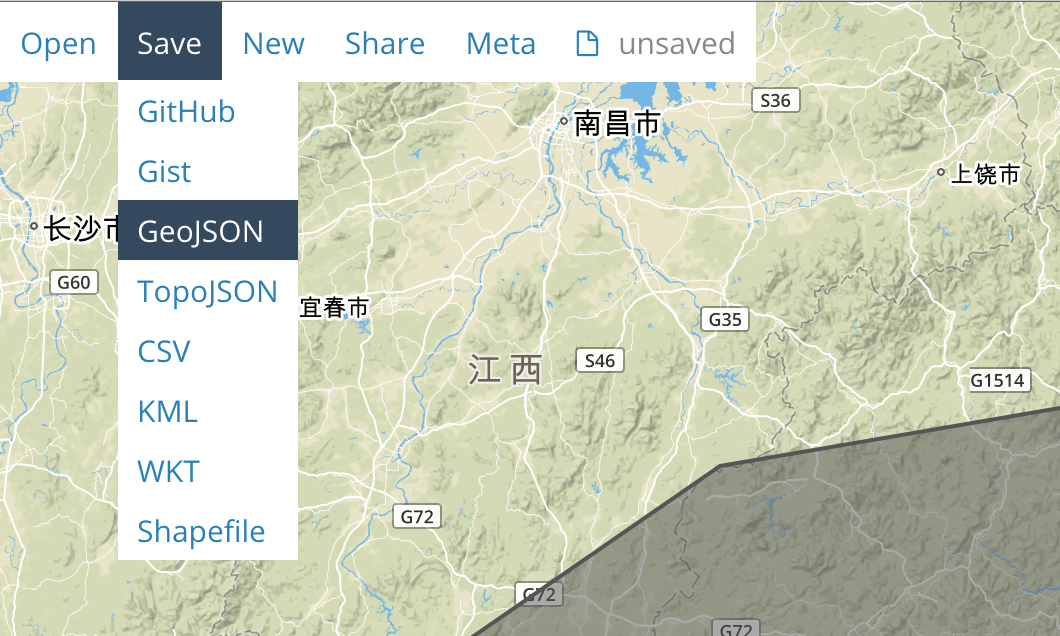 Open Save New Share Meta unsaved
GitHub
Gist
GeoJSON
TopoJSON
CSV
KML
WKT
Shapefile
S36
南昌市
上饶市
长沙市
G60
宜春市
G35
江西
S46
G1514
G72
G72
G72